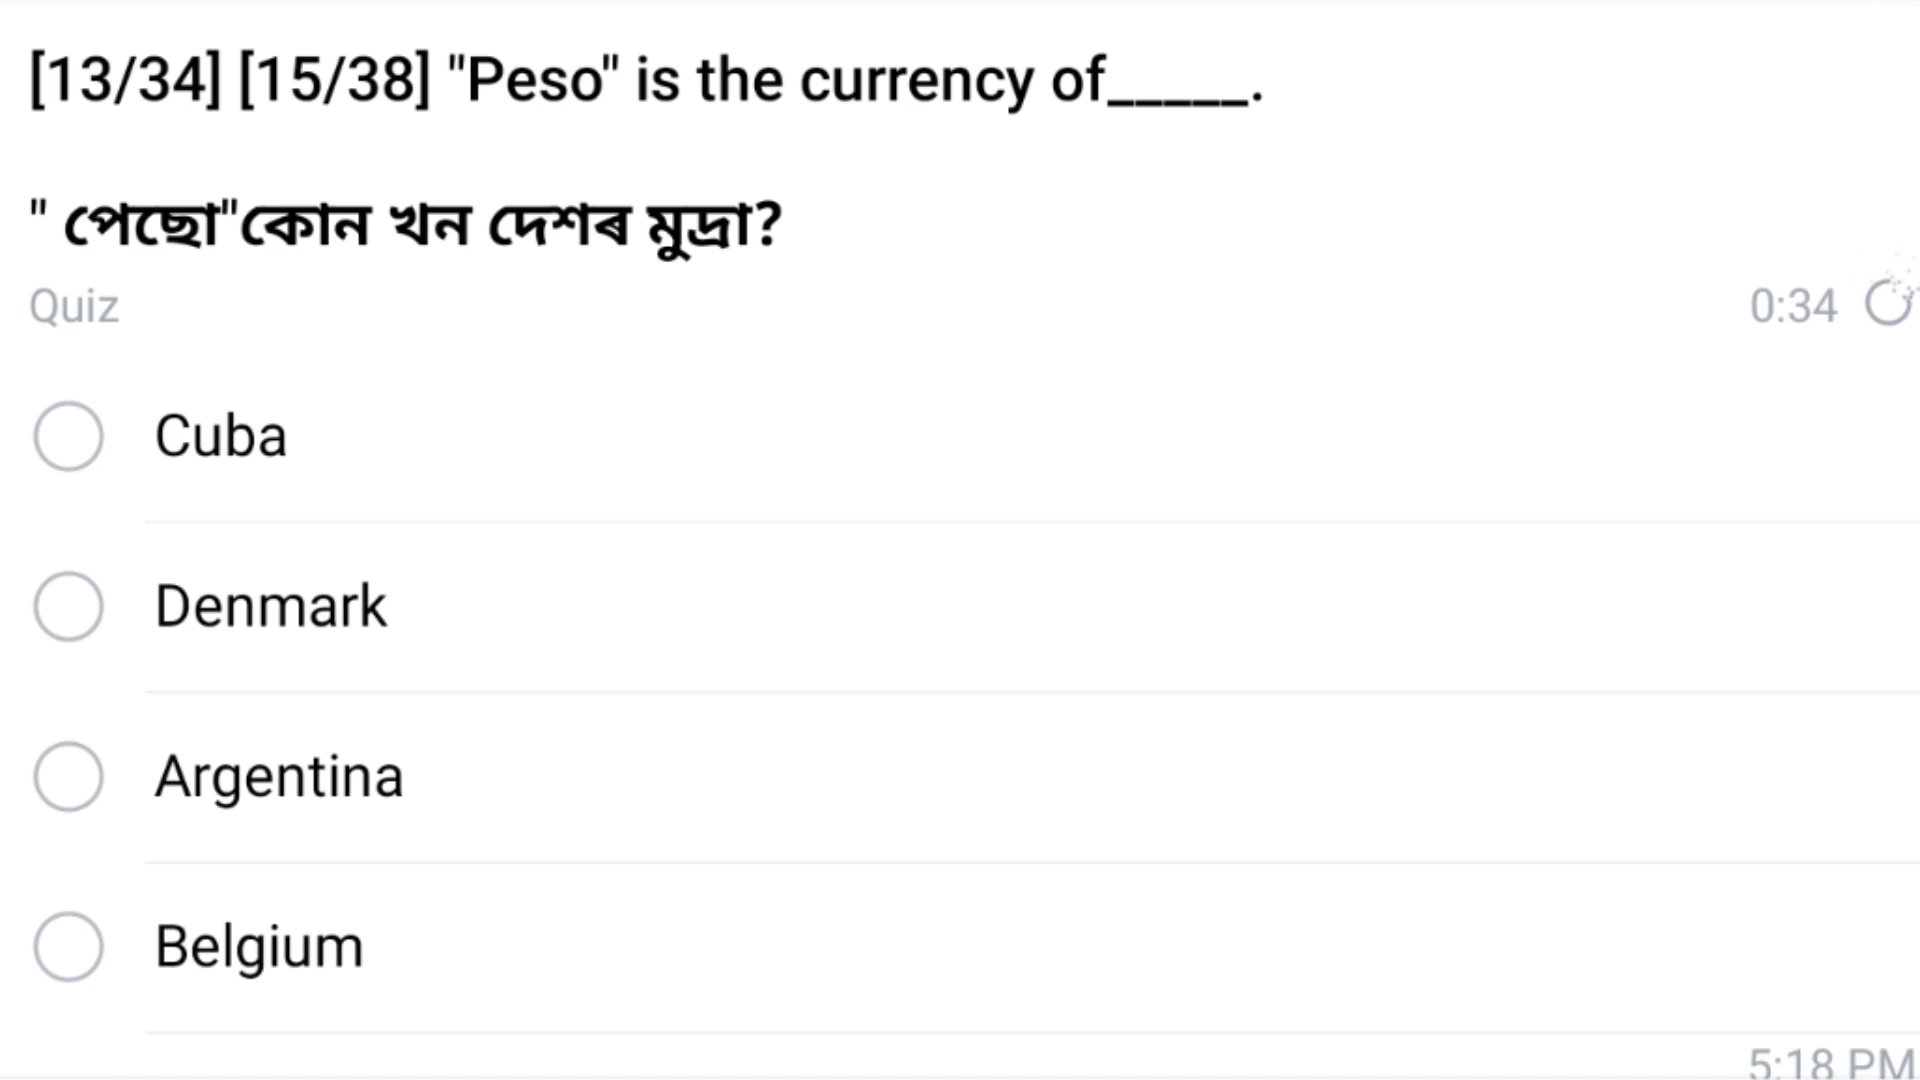 [13/34] [15/38] "Peso" is the currency of_____.
" পেছো"কোন খন দেশৰ মুদ্ৰা?
Quiz
0:34
Cuba
Denmark
Argentina
Belgium
5:18 PM